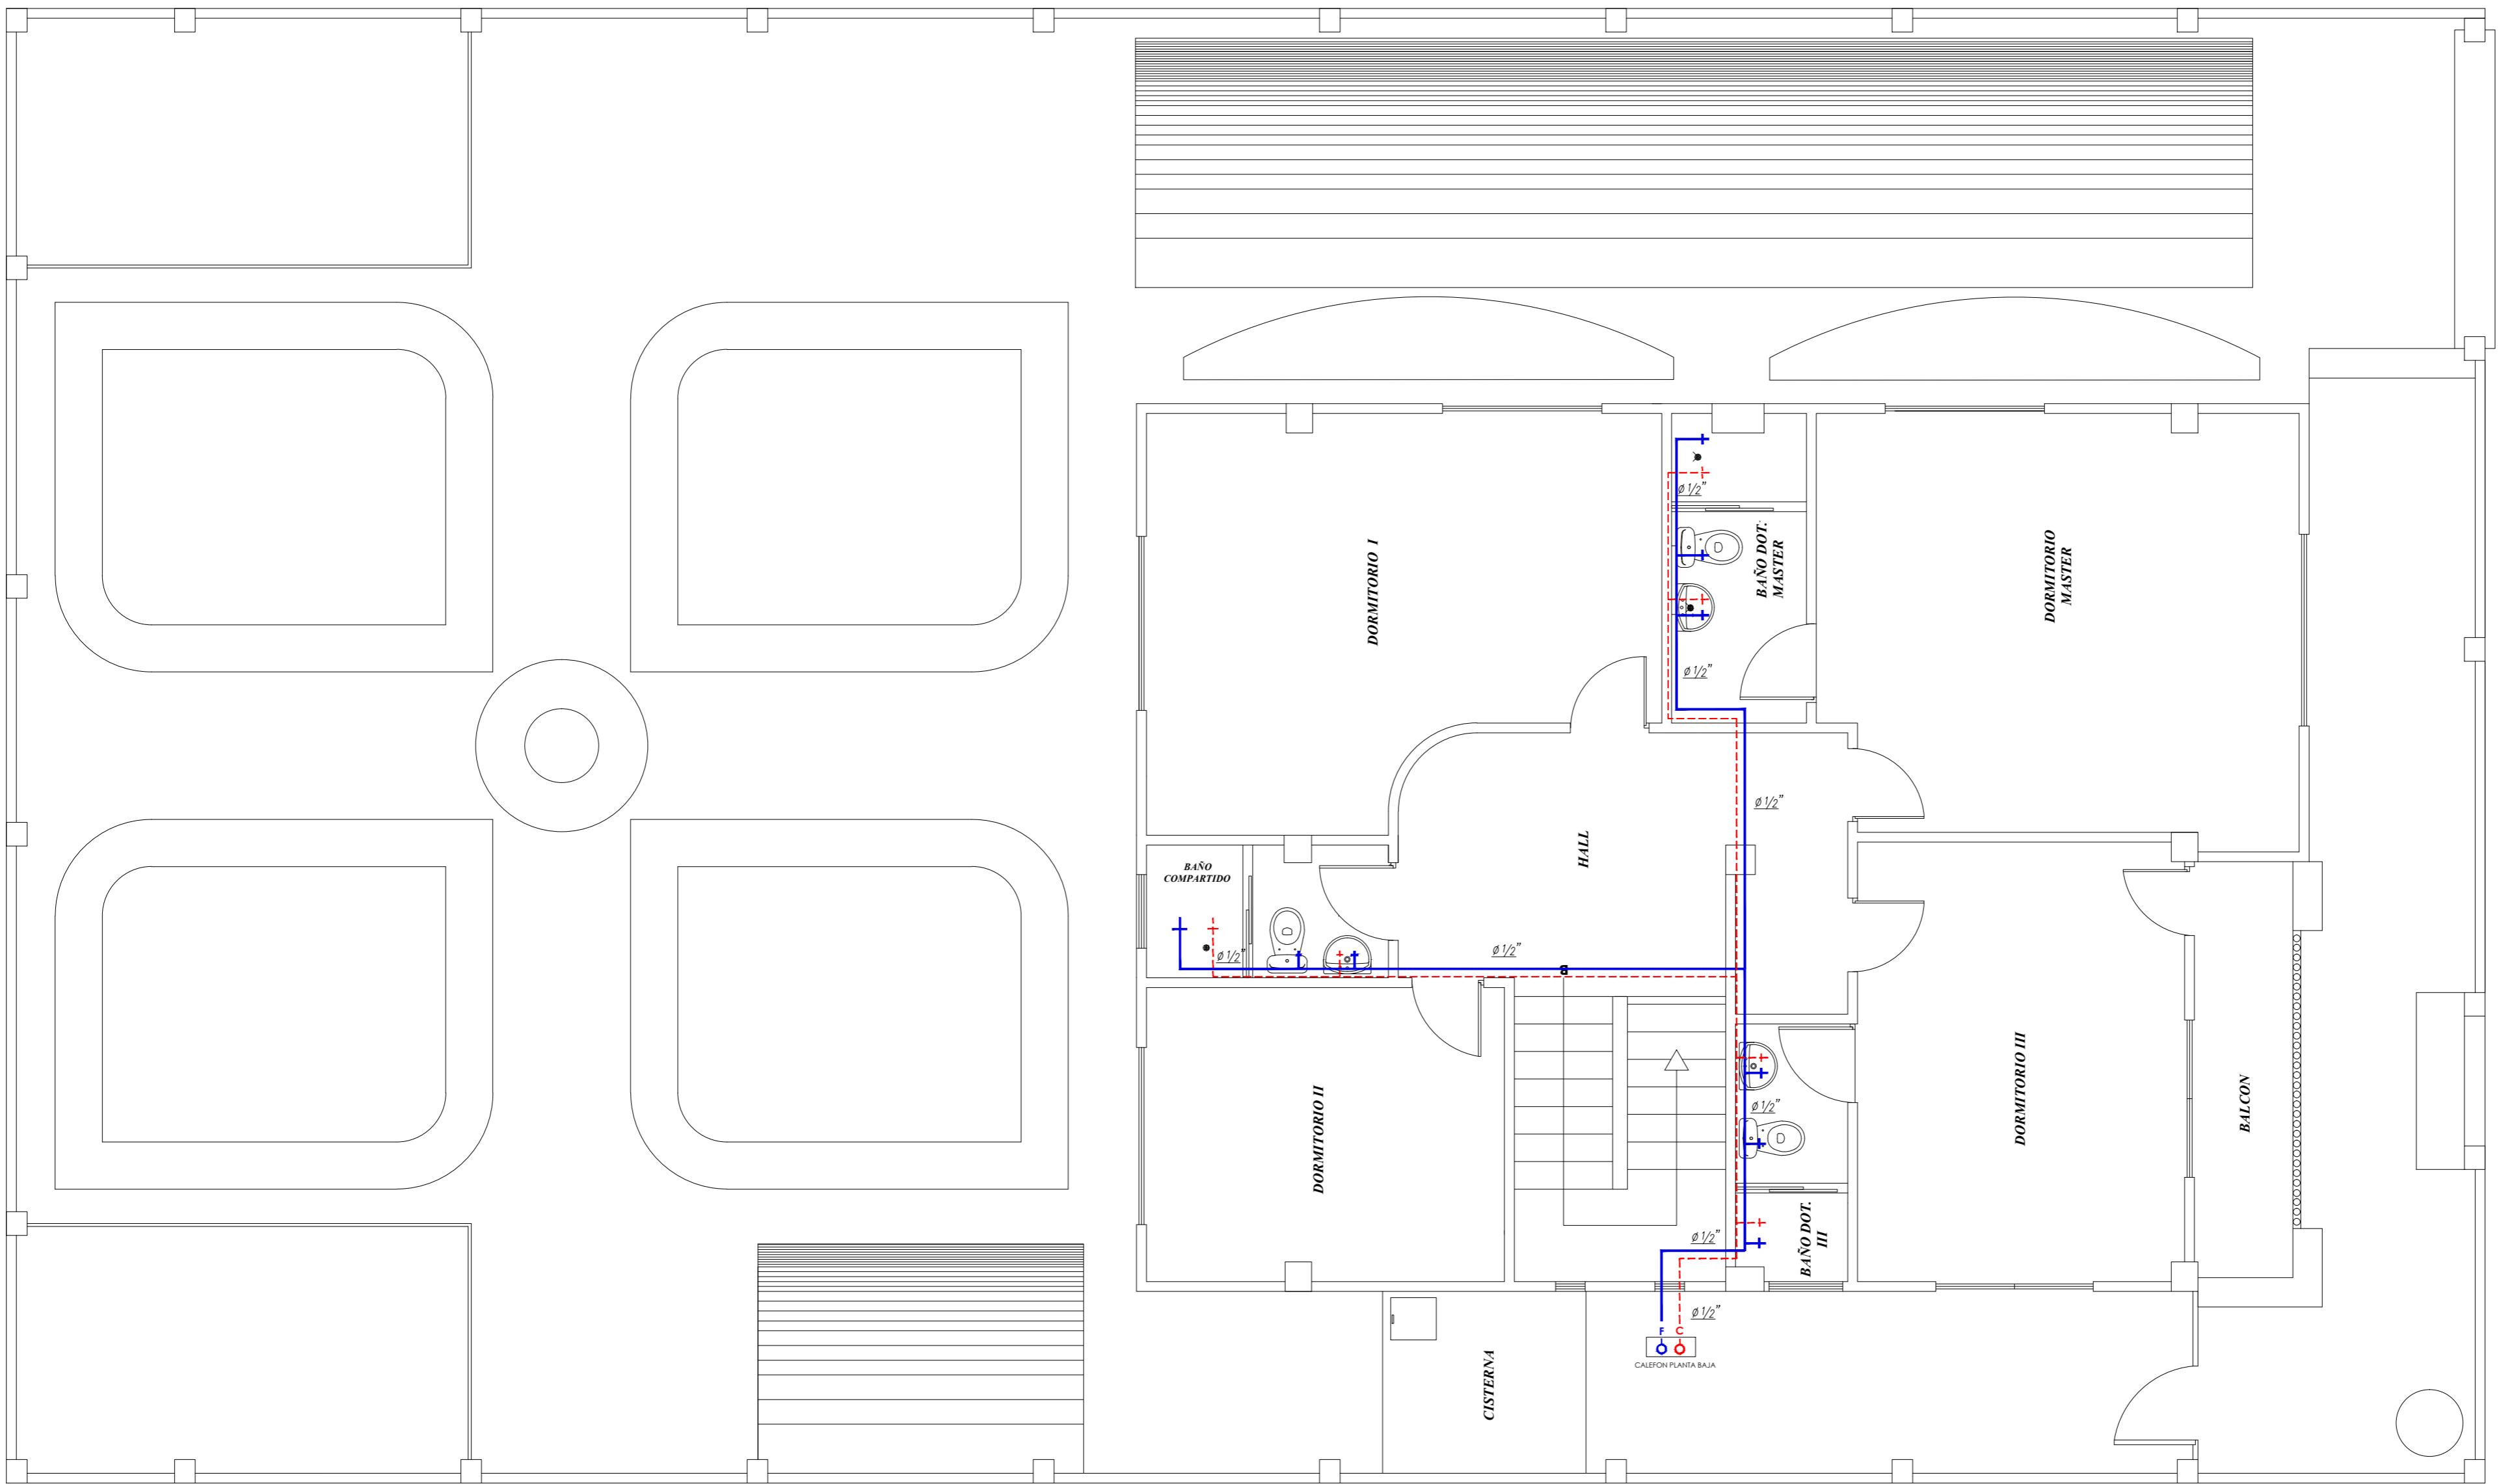 ø 1/2"
BAÑO DOT.
MASTER
DORMITORIO I
DORMITORIO
MASTER
ø 1/2"
ø 1/2"
HALL
BAÑO
COMPARTIDO
ø 1/2"
ø 1/2"
B
DORMITORIO II
ø 1/2"
DORMITORIO III
BALCON
BAÑO DOT.
III
ø 1/2"
ø 1/2"
F C
CALEFON PLANTA BAJA
CISTERNA